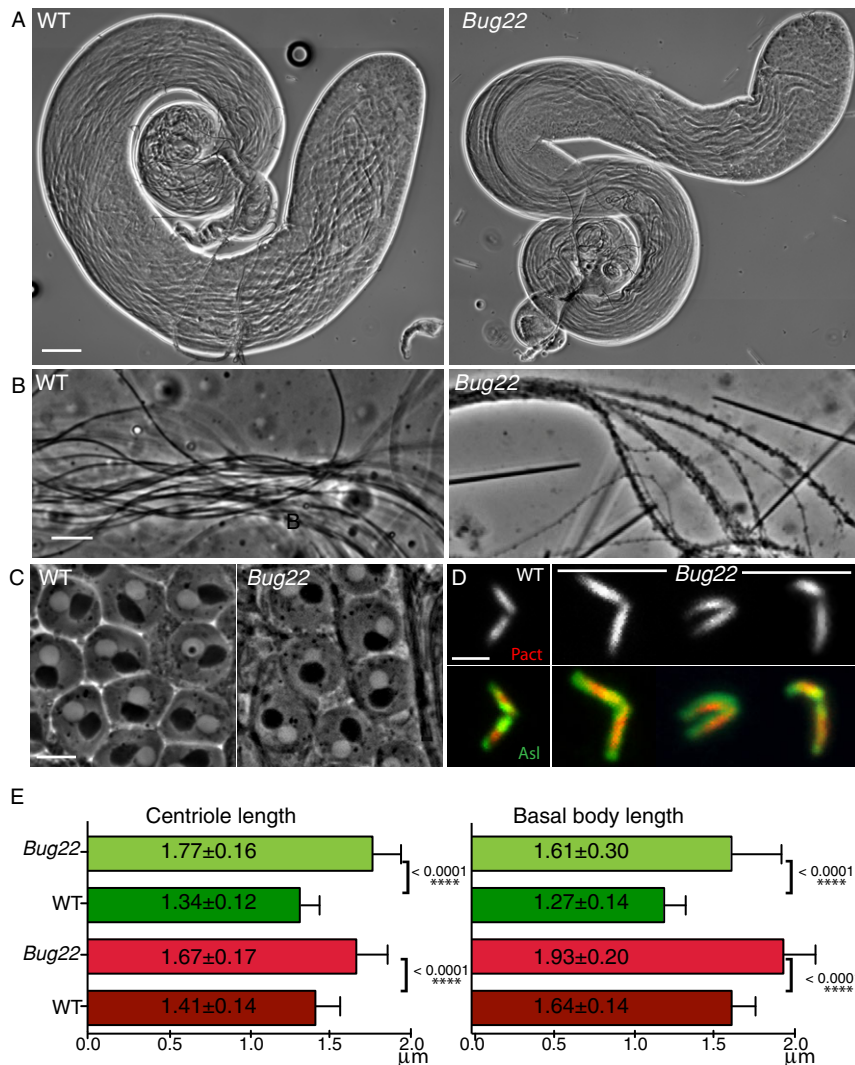 A
WT
Bug22
B
WT
Bug22
B
C
WT
Bug22
D
WT
Bug22
Pact
Asl
E
Centriole length
Bug22
1.77±0.16
< 0.0001
****
WT
1.34±0.12
Bug22
1.67±0.17
< 0.0001
****
WT
1.41±0.14
0.0 0.5 1.0 1.5 2.0
μm
Basal body length
1.61±0.30
< 0.0001
****
1.27±0.14
1.93±0.20
< 0.000
****
1.64±0.14
0.0 0.5 1.0 1.5 2.0
μm